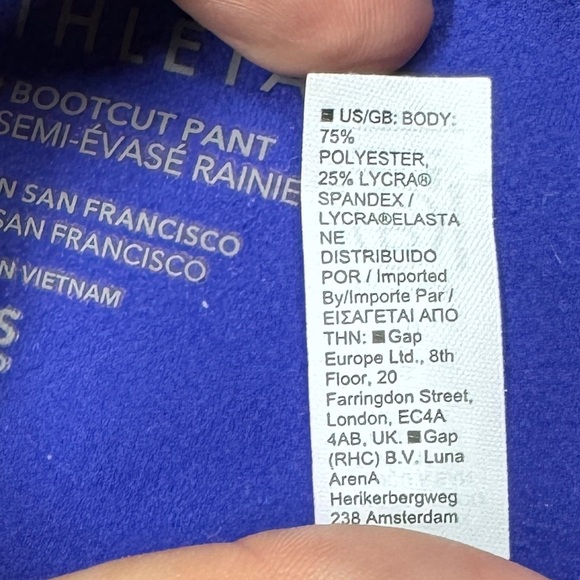 THLETA
BOOTCUT PANT
SEMI-ÉVASÉ RAINIE
N SAN FRANCISCO
SAN FRANCISCO
N VIETNAM
S
US/GB: BODY:
75%
POLYESTER,
25% LYCRA®
SPANDEX /
LYCRA®ELASTA
NE
DISTRIBUIDO
POR / Imported
By/Importe Par /
ΕΙΣΑΓΕΤΑΙ ΑΠΟ
THN: Gap
Europe Ltd., 8th
Floor, 20
Farringdon Street,
London, EC4A
4AB, UK. Gap
(RHC) B.V. Luna
ArenA
Herikerbergweg
238 Amsterdam